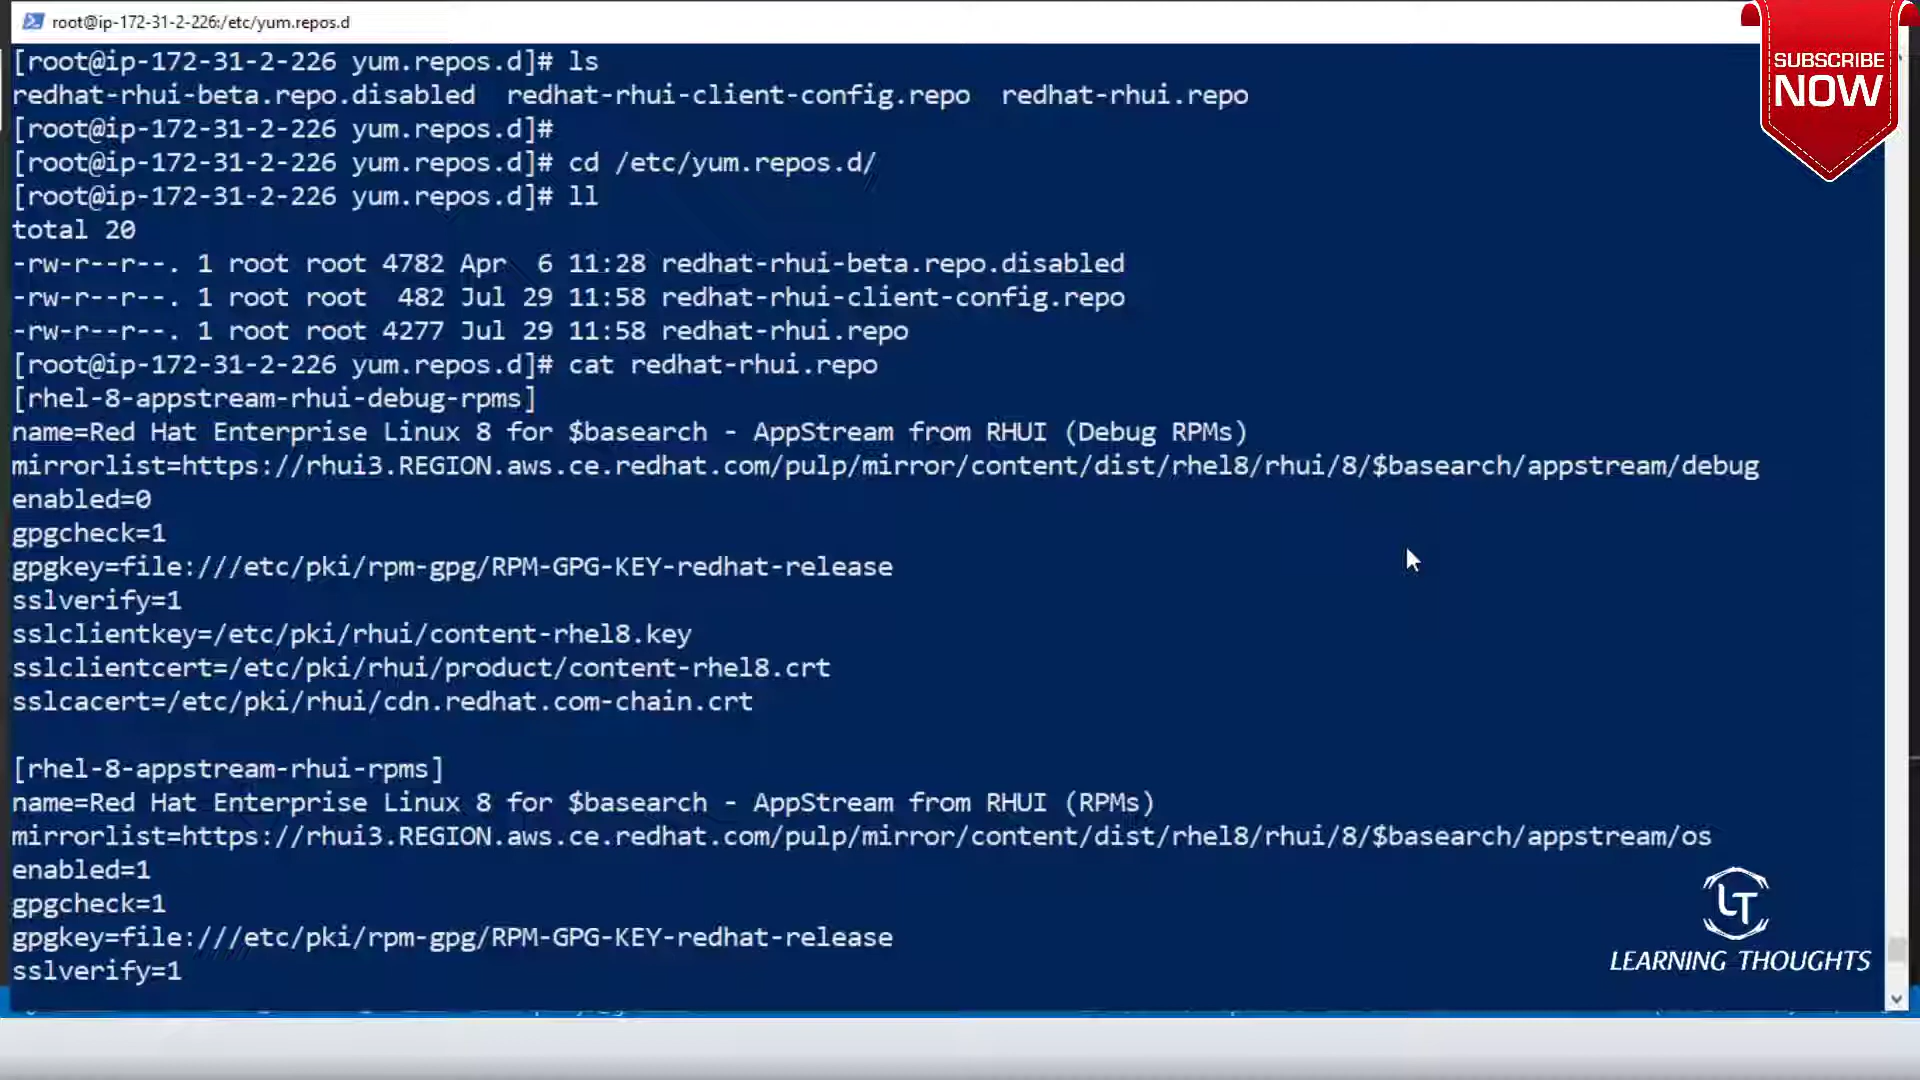 root@ip-172-31-2-226:/etc/yum.repos.d
[root@ip-172-31-2-226 yum.repos.d]# ls
redhat-rhui-beta.repo.disabled  redhat-rhui-client-config.repo  redhat-rhui.repo
[root@ip-172-31-2-226 yum.repos.d]#
[root@ip-172-31-2-226 yum.repos.d]# cd /etc/yum.repos.d/
[root@ip-172-31-2-226 yum.repos.d]# ll
total 20
-rw-r--r--. 1 root root 4782 Apr  6 11:28 redhat-rhui-beta.repo.disabled
-rw-r--r--. 1 root root  482 Jul 29 11:58 redhat-rhui-client-config.repo
-rw-r--r--. 1 root root 4277 Jul 29 11:58 redhat-rhui.repo
[root@ip-172-31-2-226 yum.repos.d]# cat redhat-rhui.repo
[rhel-8-appstream-rhui-debug-rpms]
name=Red Hat Enterprise Linux 8 for $basearch - AppStream from RHUI (Debug RPMs)
mirrorlist=https://rhui3.REGION.aws.ce.redhat.com/pulp/mirror/content/dist/rhel8/rhui/8/$basearch/appstream/debug
enabled=0
gpgcheck=1
gpgkey=file:///etc/pki/rpm-gpg/RPM-GPG-KEY-redhat-release
sslverify=1
sslclientkey=/etc/pki/rhui/content-rhel8.key
sslclientcert=/etc/pki/rhui/product/content-rhel8.crt
sslcacert=/etc/pki/rhui/cdn.redhat.com-chain.crt
[rhel-8-appstream-rhui-rpms]
name=Red Hat Enterprise Linux 8 for $basearch - AppStream from RHUI (RPMs)
mirrorlist=https://rhui3.REGION.aws.ce.redhat.com/pulp/mirror/content/dist/rhel8/rhui/8/$basearch/appstream/os
enabled=1
gpgcheck=1
gpgkey=file:///etc/pki/rpm-gpg/RPM-GPG-KEY-redhat-release
sslverify=1
SUBSCRIBE
NOW
LT
LEARNING THOUGHTS